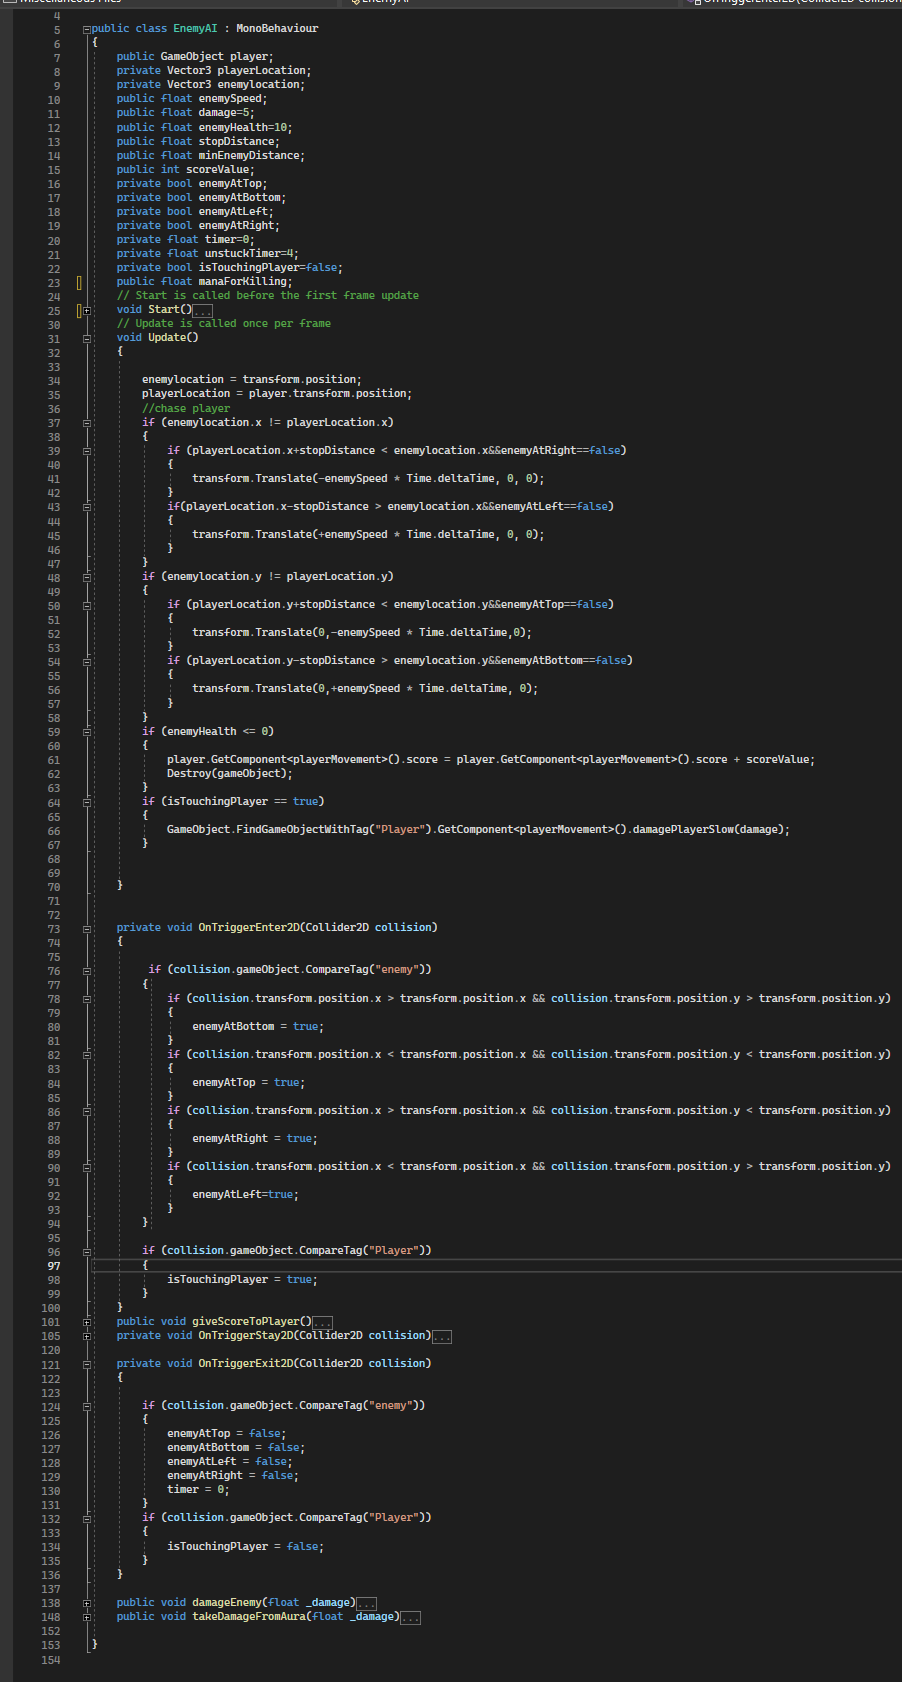 4
5 public class EnemyAI : MonoBehaviour
6 {
7 public GameObject player;
8 private Vector3 playerLocation;
9 private Vector3 enemylocation;
10 public float enemySpeed;
11 public float damage=5;
12 public float enemyHealth=10;
13 public float stopDistance;
14 public float minEnemyDistance;
15 public int scoreValue;
16 private bool enemyAtTop;
17 private bool enemyAtBottom;
18 private bool enemyAtLeft;
19 private bool enemyAtRight;
20 private float timer=0;
21 private float unstuckTimer=4;
22 private bool isTouchingPlayer=false;
23 public float manaForKilling;
24 // Start is called before the first frame update
25 void Start()...
30 // Update is called once per frame
31 void Update()
32 {
33
34 enemylocation = transform.position;
35 playerLocation = player.transform.position;
36 //chase player
37 if (enemylocation.x != playerLocation.x)
38 {
39 if (playerLocation.x+stopDistance < enemylocation.x&&enemyAtRight==false)
40 {
41 transform.Translate(-enemySpeed * Time.deltaTime, 0, 0);
42 }
43 if(playerLocation.x-stopDistance > enemylocation.x&&enemyAtLeft==false)
44 {
45 transform.Translate(+enemySpeed * Time.deltaTime, 0, 0);
46 }
47 }
48 if (enemylocation.y != playerLocation.y)
49 {
50 if (playerLocation.y+stopDistance < enemylocation.y&&enemyAtTop==false)
51 {
52 transform.Translate(0,-enemySpeed * Time.deltaTime,0);
53 }
54 if (playerLocation.y-stopDistance > enemylocation.y&&enemyAtBottom==false)
55 {
56 transform.Translate(0,+enemySpeed * Time.deltaTime, 0);
57 }
58 }
59 if (enemyHealth <= 0)
60 {
61 player.GetComponent<playerMovement>().score = player.GetComponent<playerMovement>().score + scoreValue;
62 Destroy(gameObject);
63 }
64 if (isTouchingPlayer == true)
65 {
66 GameObject.FindGameObjectWithTag("Player").GetComponent<playerMovement>().damagePlayerSlow(damage);
67 }
68
69
70 }
71
72
73 private void OnTriggerEnter2D(Collider2D collision)
74 {
75
76 if (collision.gameObject.CompareTag("enemy"))
77 {
78 if (collision.transform.position.x > transform.position.x && collision.transform.position.y > transform.position.y)
79 {
80 enemyAtBottom = true;
81 }
82 if (collision.transform.position.x < transform.position.x && collision.transform.position.y < transform.position.y)
83 {
84 enemyAtTop = true;
85 }
86 if (collision.transform.position.x > transform.position.x && collision.transform.position.y < transform.position.y)
87 {
88 enemyAtRight = true;
89 }
90 if (collision.transform.position.x < transform.position.x && collision.transform.position.y > transform.position.y)
91 {
92 enemyAtLeft=true;
93 }
94 }
95
96 if (collision.gameObject.CompareTag("Player"))
97 {
98 isTouchingPlayer = true;
99 }
100 }
101 public void giveScoreToPlayer()...
105 private void OnTriggerStay2D(Collider2D collision)...
120
121 private void OnTriggerExit2D(Collider2D collision)
122 {
123
124 if (collision.gameObject.CompareTag("enemy"))
125 {
126 enemyAtTop = false;
127 enemyAtBottom = false;
128 enemyAtLeft = false;
129 enemyAtRight = false;
130 timer = 0;
131 }
132 if (collision.gameObject.CompareTag("Player"))
133 {
134 isTouchingPlayer = false;
135 }
136 }
137
138 public void damageEnemy(float _damage)...
148 public void takeDamageFromAura(float _damage)...
152
153 }
154